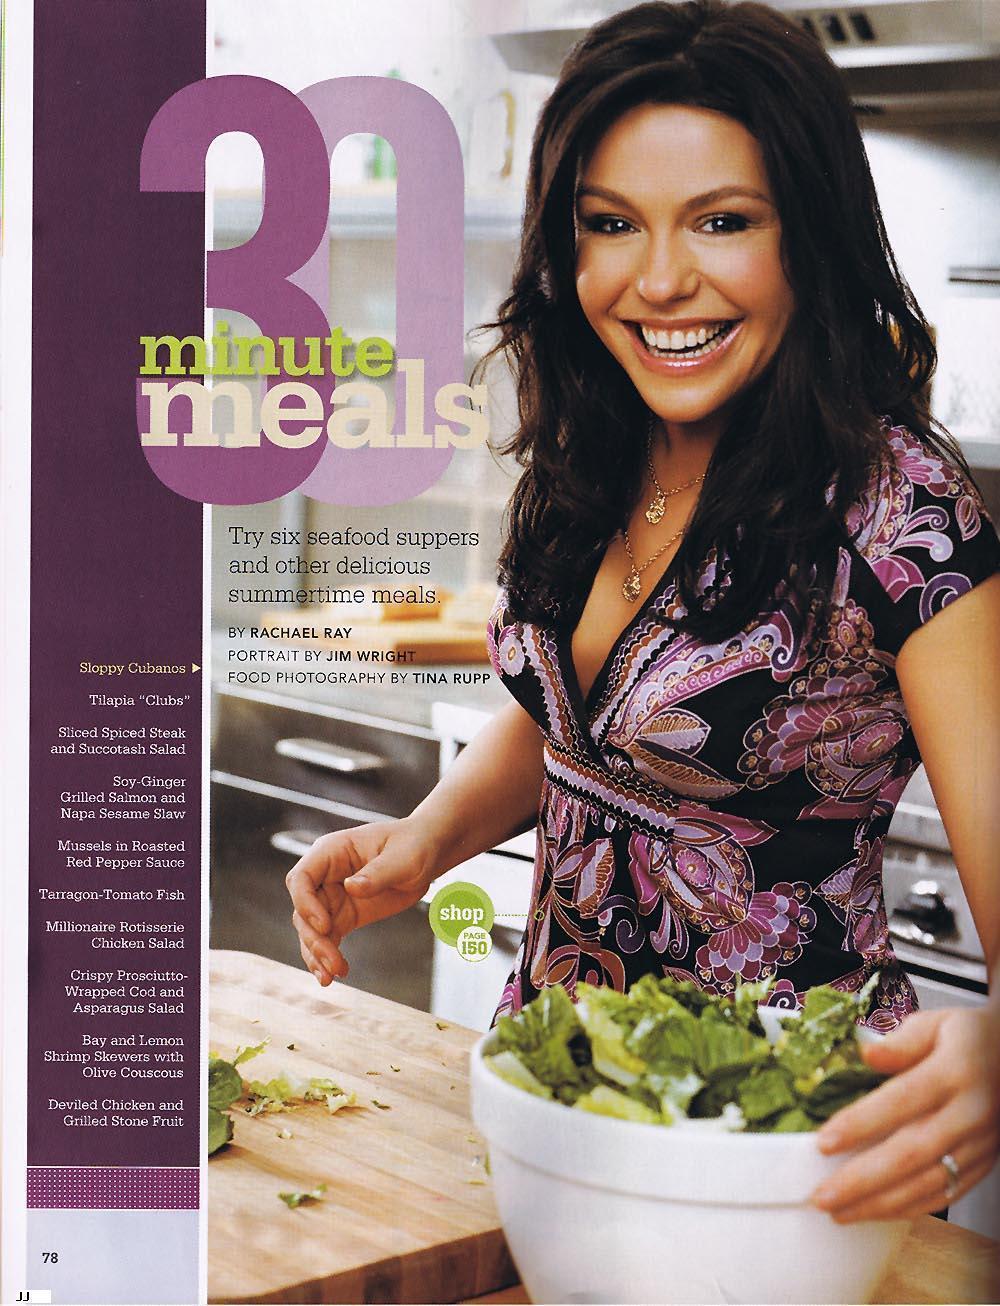 30
minute
meals
Try six seafood suppers
and other delicious
summertime meals.
BY RACHAEL RAY
PORTRAIT BY JIM WRIGHT
FOOD PHOTOGRAPHY BY TINA RUPP
Sloppy Cubanos ▶
Tilapia “Clubs”
Sliced Spiced Steak
and Succotash Salad
Soy-Ginger
Grilled Salmon and
Napa Sesame Slaw
Mussels in Roasted
Red Pepper Sauce
Tarragon-Tomato Fish
Millionaire Rotisserie
Chicken Salad
Crispy Prosciutto-
Wrapped Cod and
Asparagus Salad
Bay and Lemon
Shrimp Skewers with
Olive Couscous
Deviled Chicken and
Grilled Stone Fruit
shop
PAGE
150
78
JJ